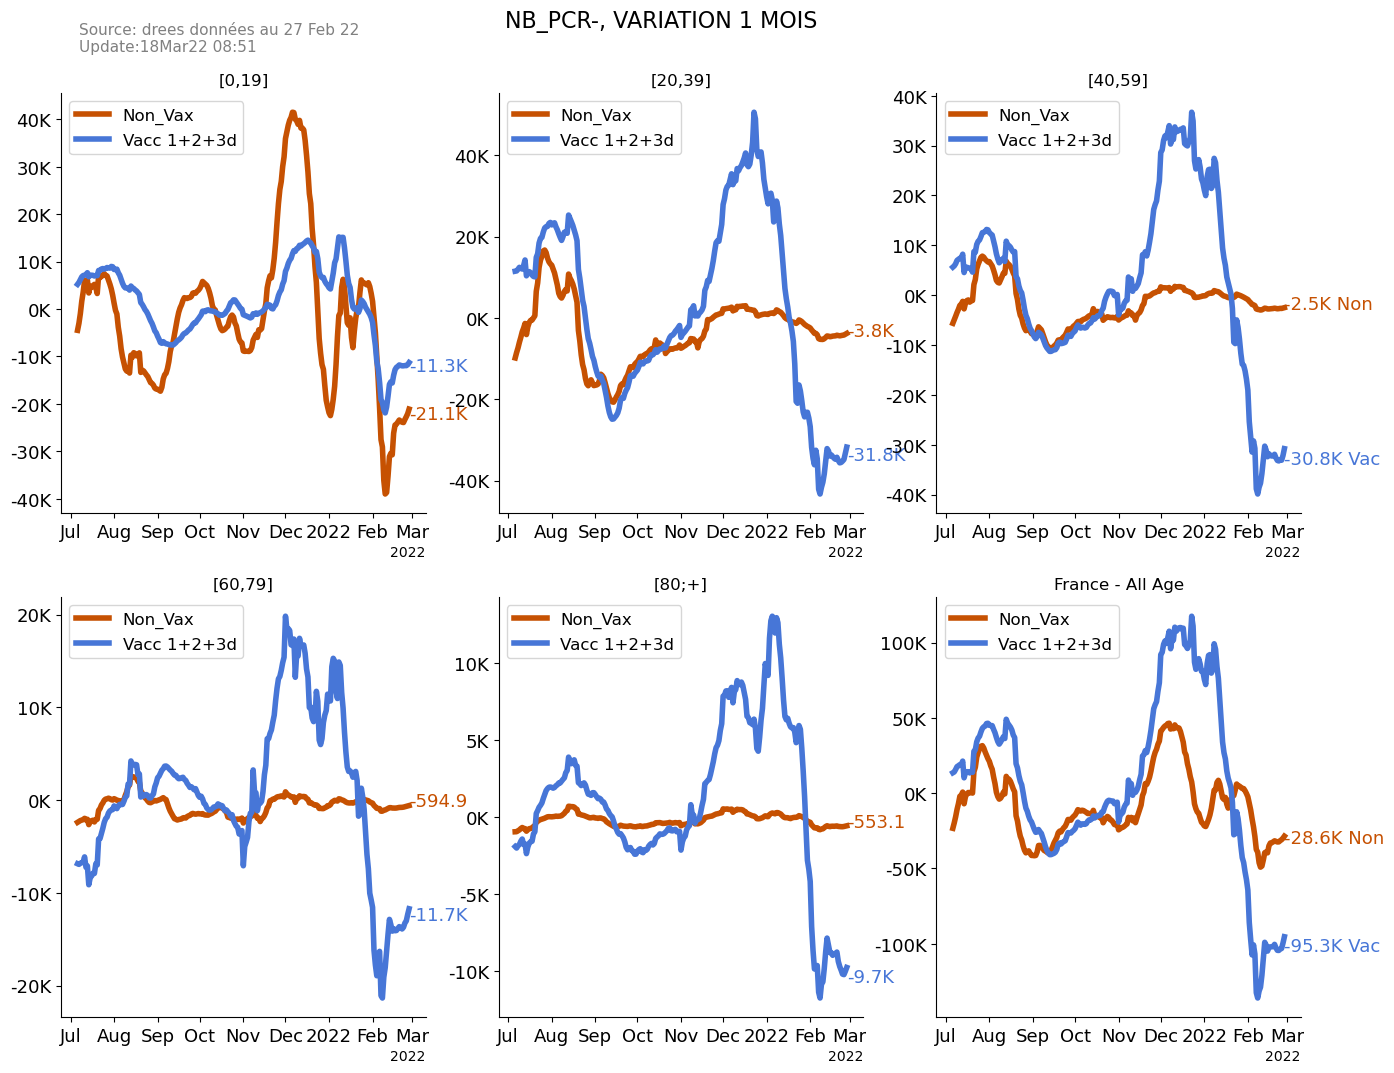 NB_PCR-, VARIATION 1 MOIS
Source: drees données au 27 Feb 22
Update:18Mar22 08:51
[0,19]
Non_Vax
Vacc 1+2+3d
40K
30K
20K
10K
0K
-10K
-20K
-30K
-40K
-11.3K
-21.1K
Jul Aug Sep Oct Nov Dec 2022 Feb Mar
2022
[20,39]
Non_Vax
Vacc 1+2+3d
40K
20K
0K
-20K
-40K
-3.8K
-31.8K
Jul Aug Sep Oct Nov Dec 2022 Feb Mar
2022
[40,59]
Non_Vax
Vacc 1+2+3d
40K
30K
20K
10K
0K
-10K
-20K
-30K
-40K
-2.5K Non
-30.8K Vac
Jul Aug Sep Oct Nov Dec 2022 Feb Mar
2022
[60,79]
Non_Vax
Vacc 1+2+3d
20K
10K
0K
-10K
-20K
-594.9
-11.7K
Jul Aug Sep Oct Nov Dec 2022 Feb Mar
2022
[80;+]
Non_Vax
Vacc 1+2+3d
10K
5K
0K
-5K
-10K
-553.1
-9.7K
Jul Aug Sep Oct Nov Dec 2022 Feb Mar
2022
France - All Age
Non_Vax
Vacc 1+2+3d
100K
50K
0K
-50K
-100K
-28.6K Non
-95.3K Vac
Jul Aug Sep Oct Nov Dec 2022 Feb Mar
2022